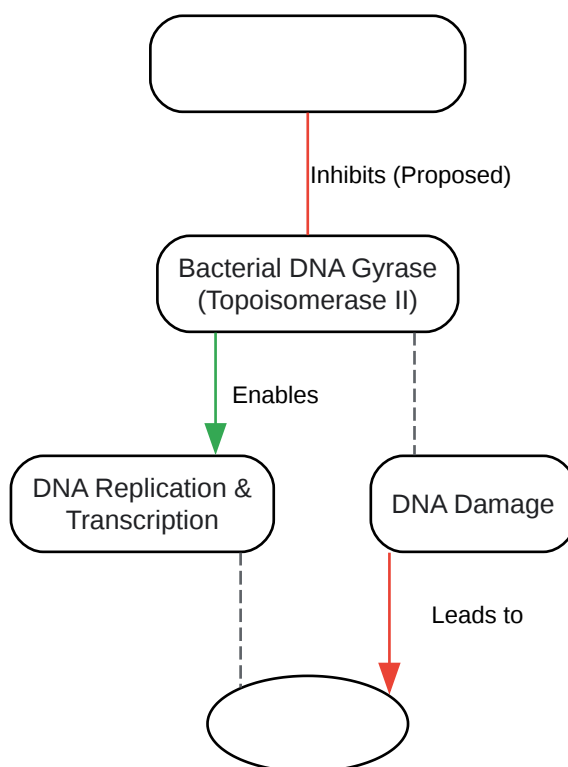 Inhibits (Proposed)
Bacterial DNA Gyrase
(Topoisomerase II)
Enables
DNA Replication &
Transcription
DNA Damage
Leads to